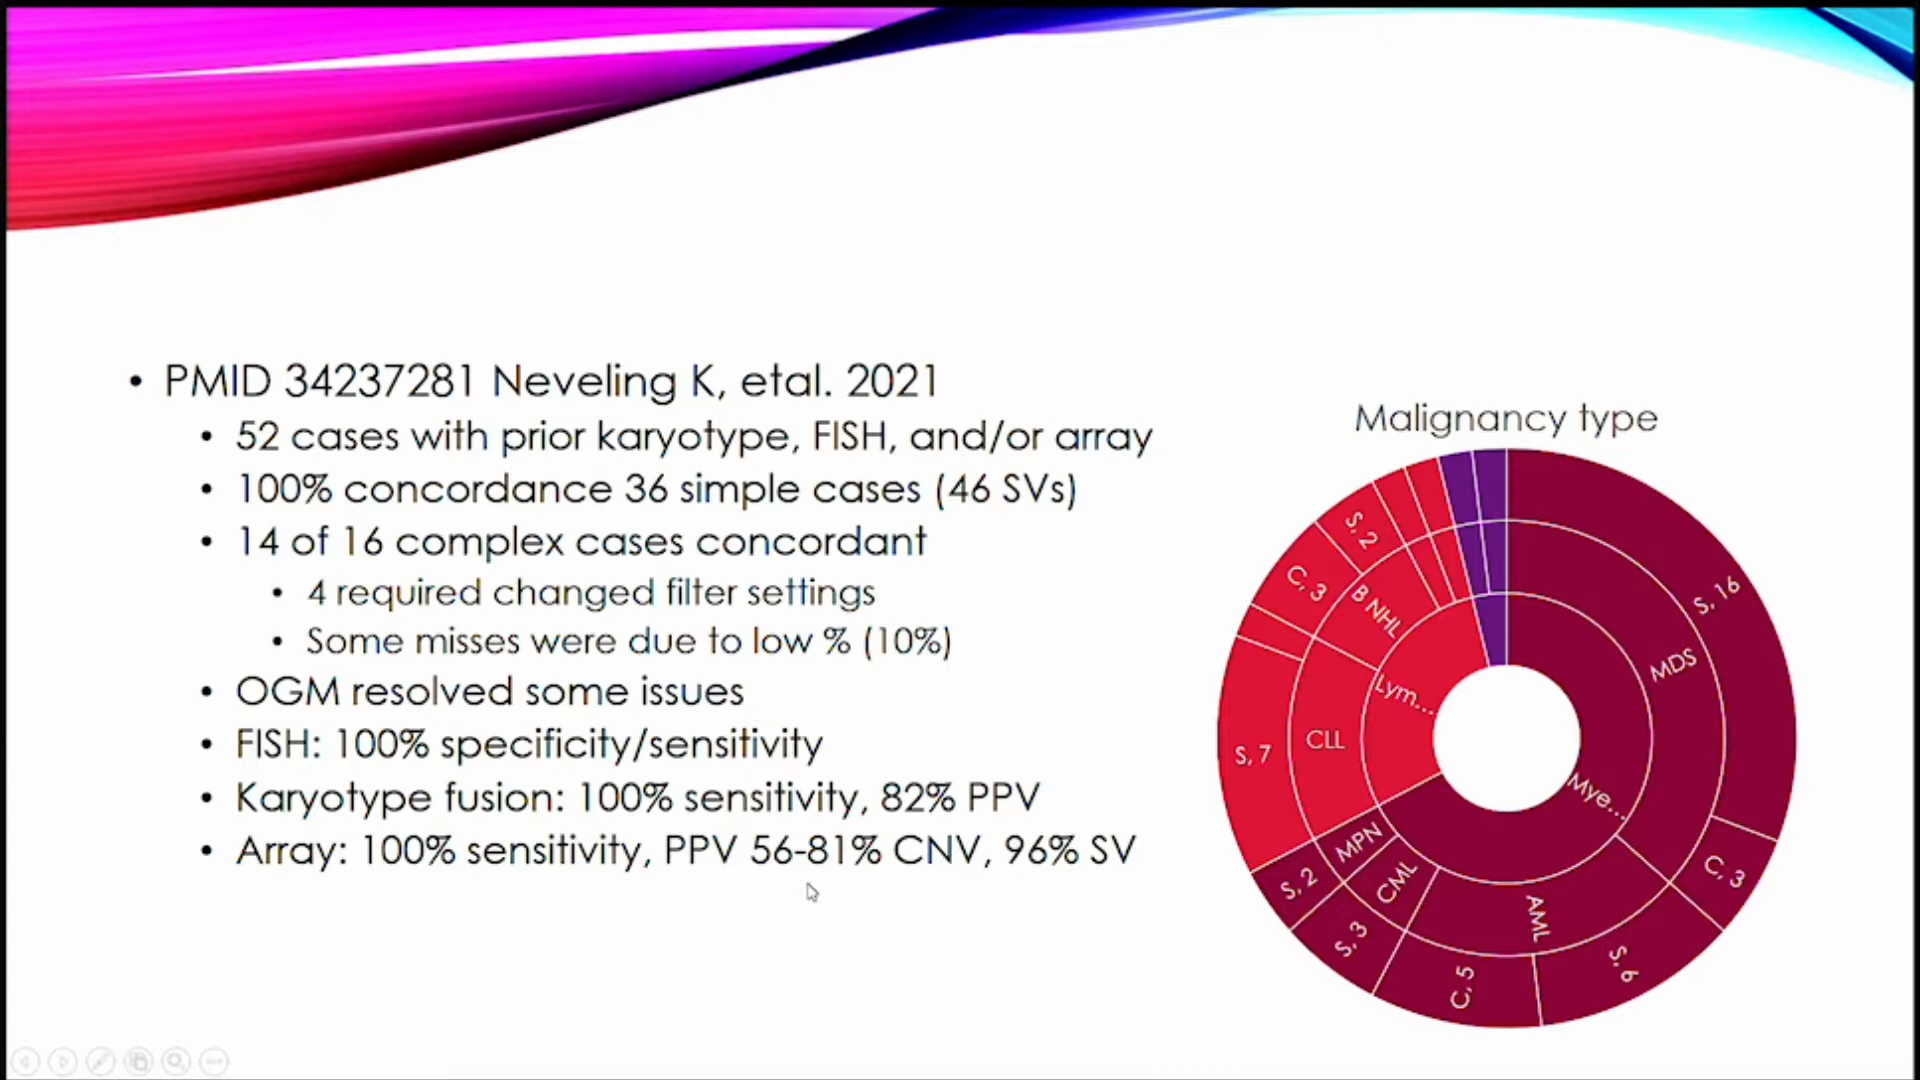 • PMID 34237281 Neveling K, etal. 2021
• 52 cases with prior karyotype, FISH, and/or array
• 100% concordance 36 simple cases (46 SVs)
• 14 of 16 complex cases concordant
• 4 required changed filter settings
• Some misses were due to low % (10%)
• OGM resolved some issues
• FISH: 100% specificity/sensitivity
• Karyotype fusion: 100% sensitivity, 82% PPV
• Array: 100% sensitivity, PPV 56-81% CNV, 96% SV
Malignancy type
S, 16
MDS
C, 3
Mye...
AML
S, 6
C, 5
CML
S, 3
MPN
S, 2
CLL
S, 7
Lym...
B NHL
C, 3
S, 2